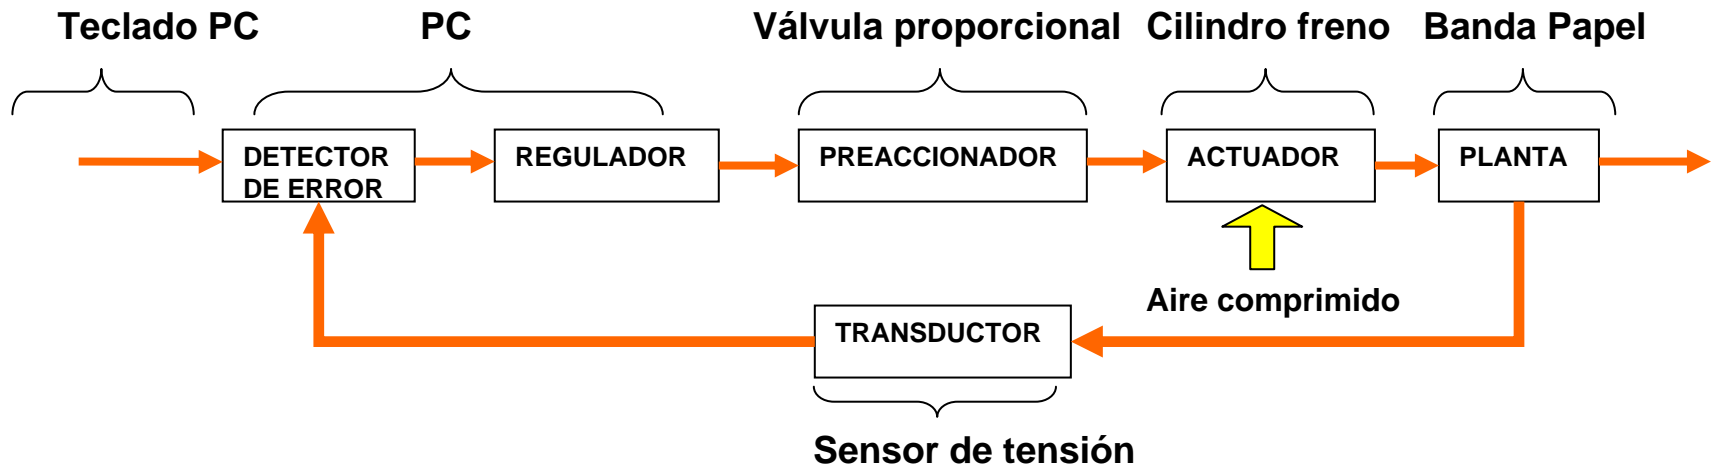 Teclado PC
PC
Válvula proporcional
Cilindro freno
Banda Papel
DETECTOR
DE ERROR
REGULADOR
PREACCIONADOR
ACTUADOR
PLANTA
Aire comprimido
TRANSDUCTOR
Sensor de tensión